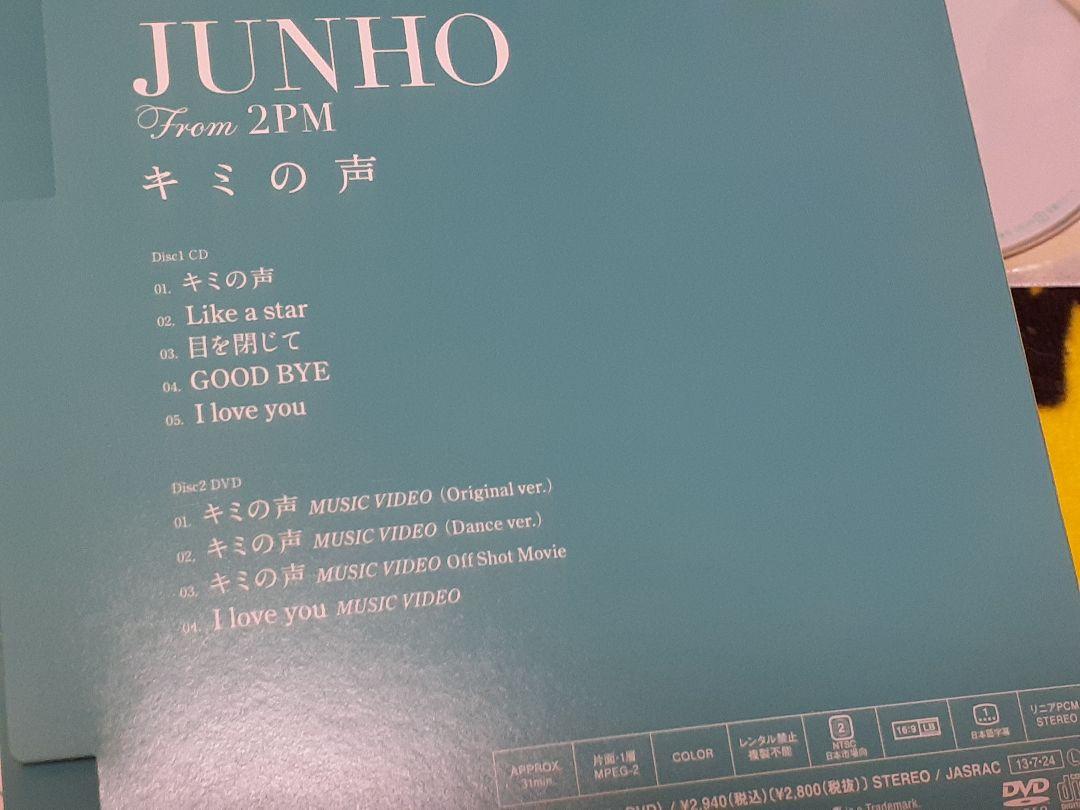 JUNHO
From 2PM
キミの声
Disc1 CD
01. キミの声
02. Like a star
03. 目を閉じて
04. GOOD BYE
05. I love you
Disc2 DVD
01. キミの声 MUSIC VIDEO (Original ver.)
02. キミの声 MUSIC VIDEO (Dance ver.)
03. キミの声 MUSIC VIDEO Off Shot Movie
04. I love you MUSIC VIDEO
APPROX.
31min.
片面・1層
MPEG-2
COLOR
レンタル禁止
複製不能
2
NTSC
日本市場向
16:9 LB
1
日本語字幕
リニアPCM
STEREO
DVD) / ¥2,940(税込)〔¥2,800(税抜)〕 STEREO / JASRAC 13・7・24 L
Trademark.
DVD